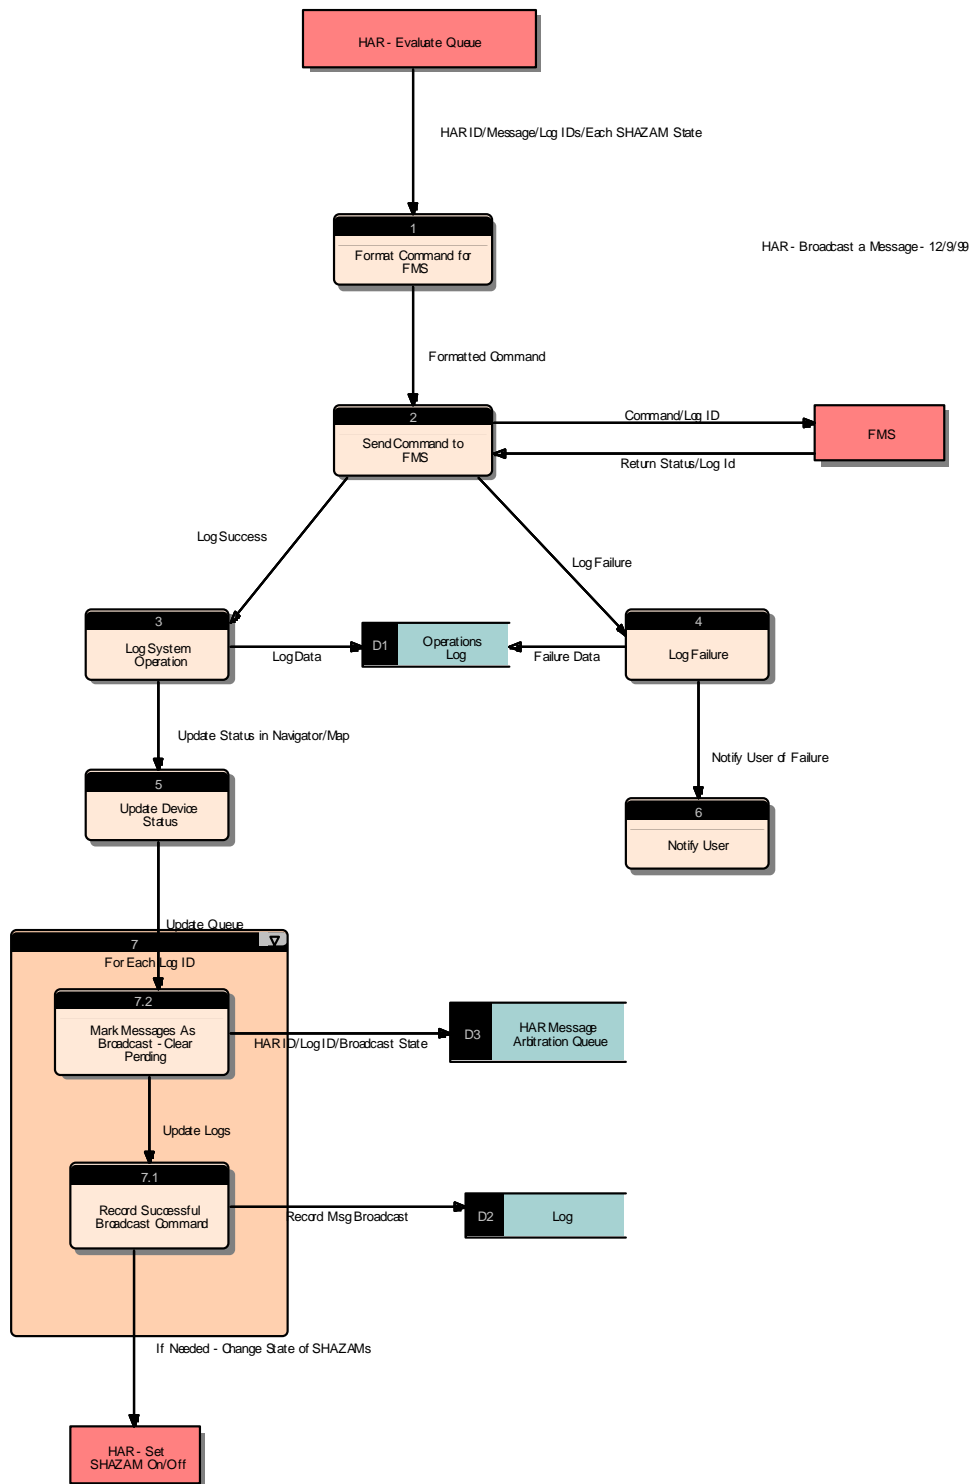 HAR - Evaluate Queue
HAR ID/Message/Log IDs/Each SHAZAM State
1
Format Command for
FMS
HAR - Broadcast a Message - 12/9/99
Formatted Command
2
Send Command to
FMS
Command/Log ID
FMS
Return Status/Log Id
Log Success
Log Failure
3
Log System
Operation
Log Data
D1
Operations
Log
Failure Data
4
Log Failure
Update Status in Navigator/Map
Notify User of Failure
5
Update Device
Status
6
Notify User
Update Queue
7
For Each Log ID
7.2
Mark Messages As
Broadcast - Clear
Pending
HAR ID/Log ID/Broadcast State
D3
HAR Message
Arbitration Queue
Update Logs
7.1
Record Successful
Broadcast Command
Record Msg Broadcast
D2
Log
If Needed - Change State of SHAZAMs
HAR - Set
SHAZAM On/Off